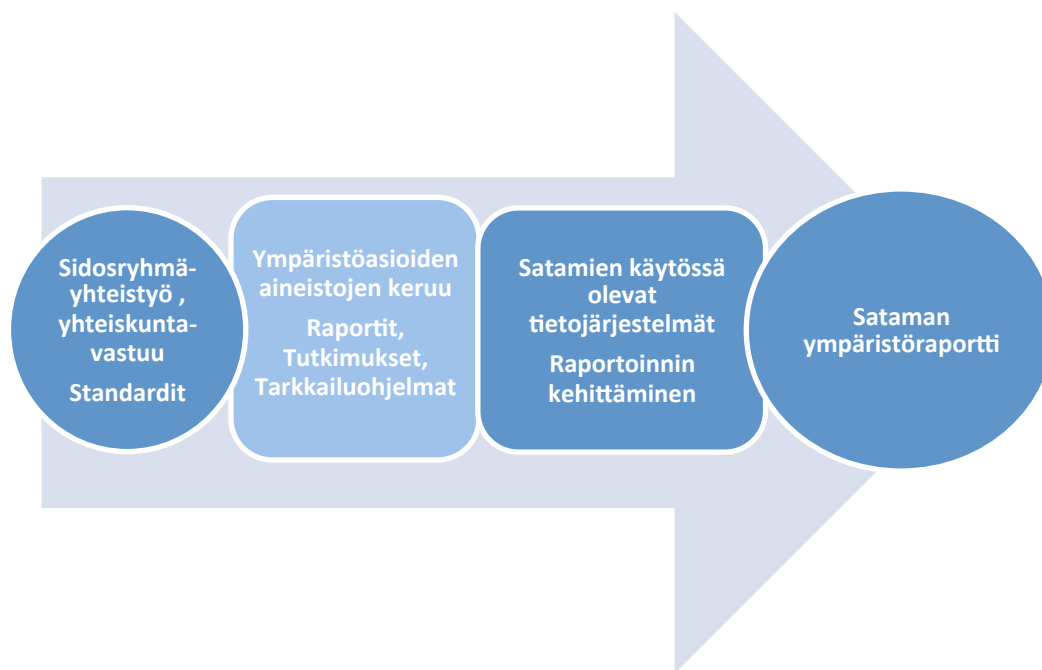 Sidosryhmä-
yhteistyö ,
yhteiskunta-
vastuu
Standardit
Ympäristöasioiden
aineistojen keruu
Raportit,
Tutkimukset,
Tarkkailuohjelmat
Satamien käytössä
olevat
tietojärjestelmät
Raportoinnin
kehittäminen
Sataman
ympäristöraportti